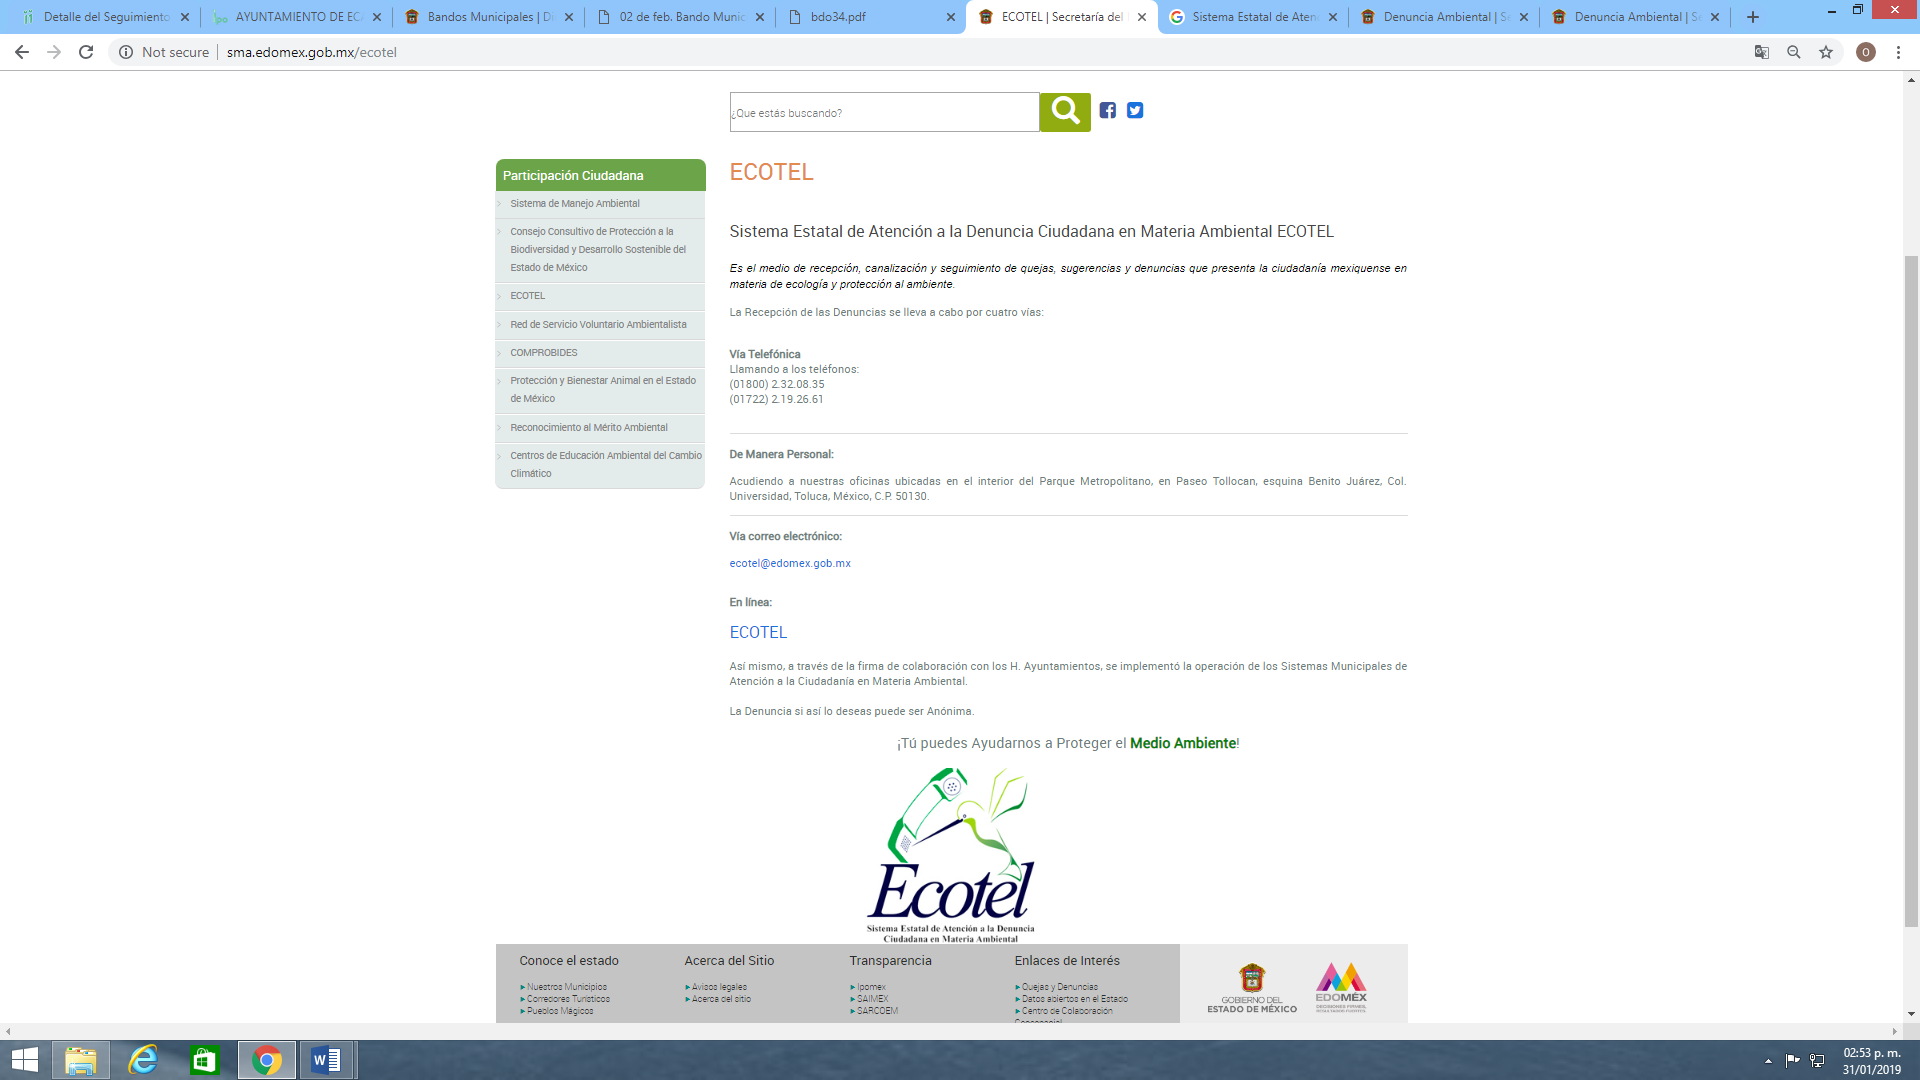 Detalle del Seguimiento
AYUNTAMIENTO DE ECA
Bandos Municipales | Di
02 de feb. Bando Munic
bdo34.pdf
ECOTEL | Secretaría del
Sistema Estatal de Aten
Denuncia Ambiental | Se
Denuncia Ambiental | Se
Not secure
sma.edomex.gob.mx/ecotel
O
¿Que estás buscando?
Participación Ciudadana
Sistema de Manejo Ambiental
Consejo Consultivo de Protección a la
Biodiversidad y Desarrollo Sostenible del
Estado de México
ECOTEL
Red de Servicio Voluntario Ambientalista
COMPROBIDES
Protección y Bienestar Animal en el Estado
de México
Reconocimiento al Mérito Ambiental
Centros de Educación Ambiental del Cambio
Climático
ECOTEL
Sistema Estatal de Atención a la Denuncia Ciudadana en Materia Ambiental ECOTEL
Es el medio de recepción, canalización y seguimiento de quejas, sugerencias y denuncias que presenta la ciudadanía mexiquense en
materia de ecología y protección al ambiente.
La Recepción de las Denuncias se lleva a cabo por cuatro vías:
Vía Telefónica
Llamando a los teléfonos:
(01800) 2.32.08.35
(01722) 2.19.26.61
De Manera Personal:
Acudiendo a nuestras oficinas ubicadas en el interior del Parque Metropolitano, en Paseo Tollocan, esquina Benito Juárez, Col.
Universidad, Toluca, México, C.P. 50130.
Vía correo electrónico:
ecotel@edomex.gob.mx
En línea:
ECOTEL
Así mismo, a través de la firma de colaboración con los H. Ayuntamientos, se implementó la operación de los Sistemas Municipales de
Atención a la Ciudadanía en Materia Ambiental.
La Denuncia si así lo deseas puede ser Anónima.
¡Tú puedes Ayudarnos a Proteger el Medio Ambiente!
Ecotel
Sistema Estatal de Atención a la Denuncia
Ciudadana en Materia Ambiental
Conoce el estado
Nuestros Municipios
Corredores Turísticos
Pueblos Mágicos
Acerca del Sitio
Avisos legales
Acerca del sitio
Transparencia
Ipomex
SAIMEX
SARCOEM
Enlaces de Interés
Quejas y Denuncias
Datos abiertos en el Estado
Centro de Colaboración
GOBIERNO DEL
ESTADO DE MÉXICO
EDOMÉX
DECISIONES FIRMES,
RESULTADOS FUERTES.
02:53 p. m.
31/01/2019